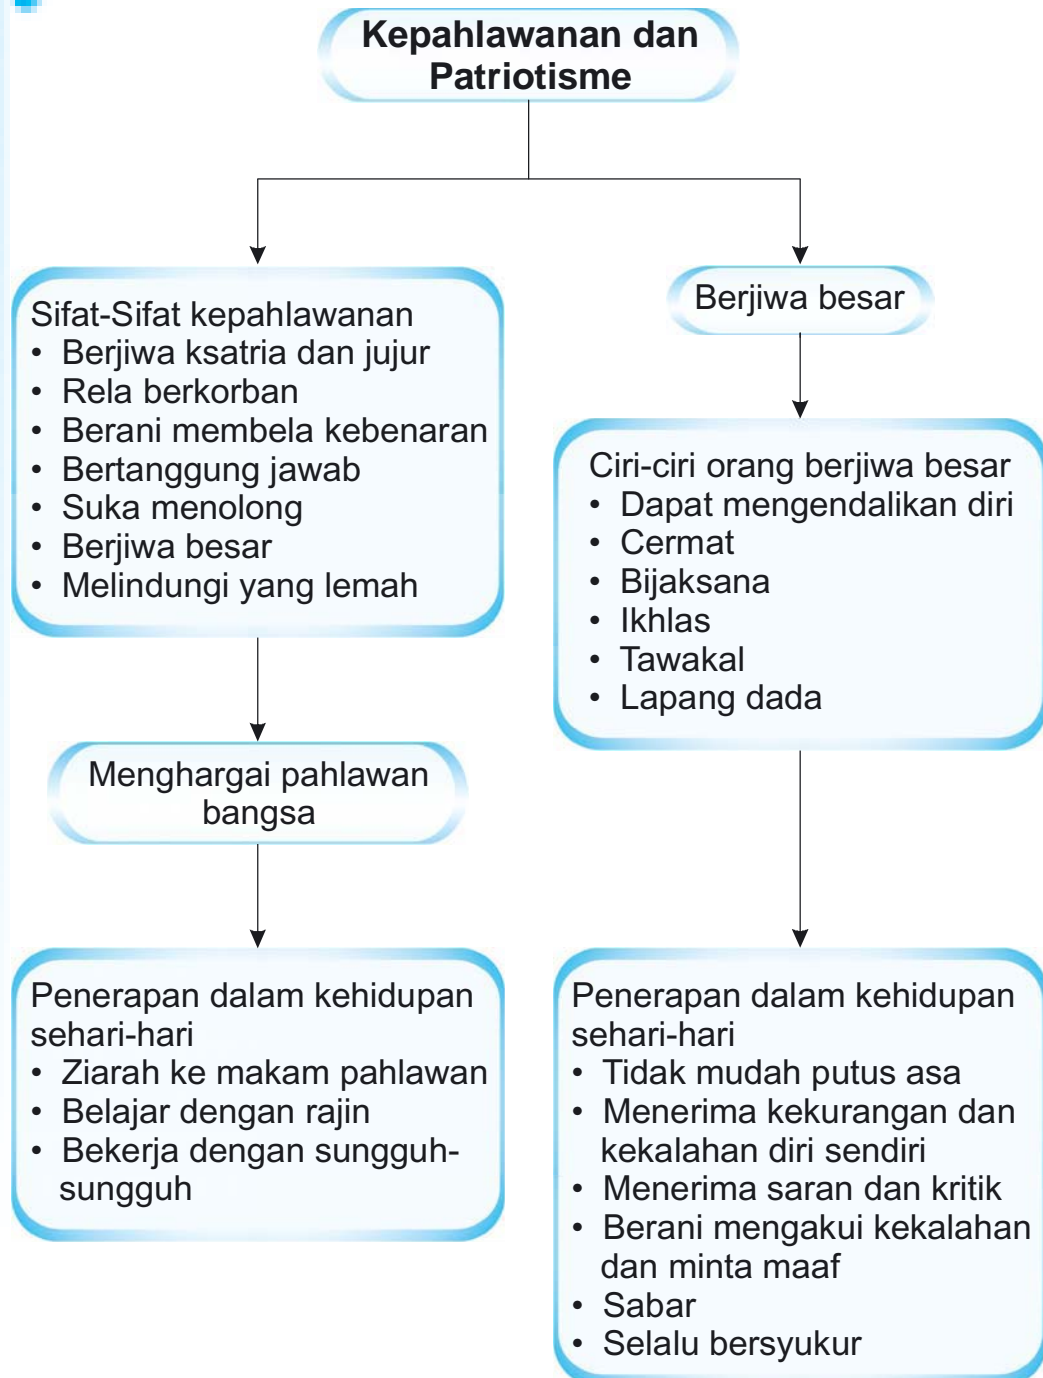 Kepahlawanan dan
Patriotisme
Sifat-Sifat kepahlawanan
• Berjiwa ksatria dan jujur
• Rela berkorban
• Berani membela kebenaran
• Bertanggung jawab
• Suka menolong
• Berjiwa besar
• Melindungi yang lemah
Menghargai pahlawan
bangsa
Penerapan dalam kehidupan
sehari-hari
• Ziarah ke makam pahlawan
• Belajar dengan rajin
• Bekerja dengan sungguh-
sungguh
Berjiwa besar
Ciri-ciri orang berjiwa besar
• Dapat mengendalikan diri
• Cermat
• Bijaksana
• Ikhlas
• Tawakal
• Lapang dada
Penerapan dalam kehidupan
sehari-hari
• Tidak mudah putus asa
• Menerima kekurangan dan
kekalahan diri sendiri
• Menerima saran dan kritik
• Berani mengakui kekalahan
dan minta maaf
• Sabar
• Selalu bersyukur